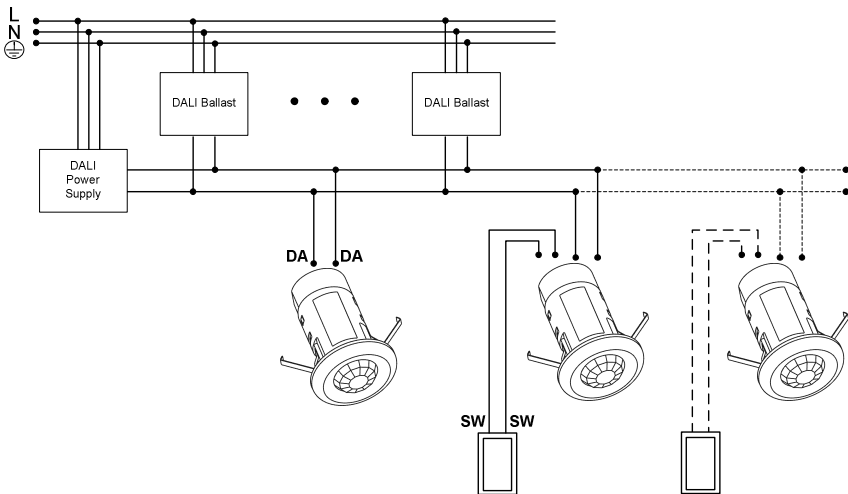 L
N
DALI Ballast
DALI Ballast
DALI
Power
Supply
DA DA
SW SW